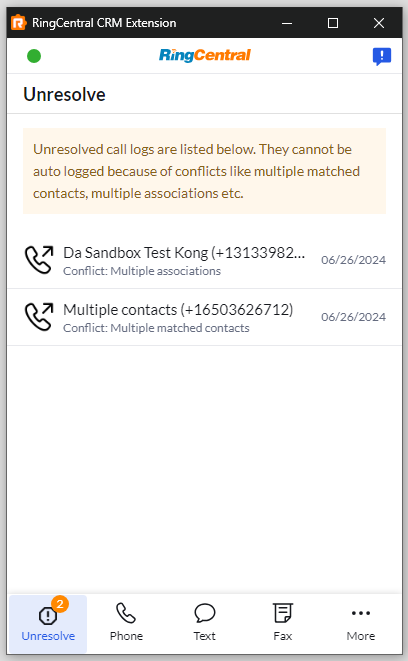 RingCentral CRM Extension
RingCentral
Unresolve
Unresolved call logs are listed below. They cannot be
auto logged because of conflicts like multiple matched
contacts, multiple associations etc.
Da Sandbox Test Kong (+13133982...
06/26/2024
Conflict: Multiple associations
Multiple contacts (+16503626712)
06/26/2024
Conflict: Multiple matched contacts
2
Unresolve
Phone
Text
Fax
More